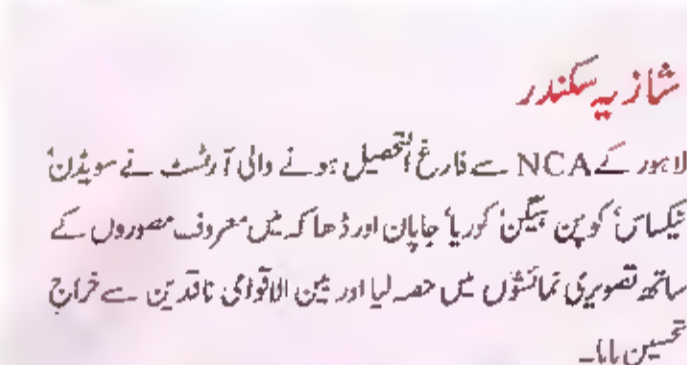 شازیہ سکندر
لاہور کے NCA سے فارغ التحصیل ہونے والی آرٹسٹ نے سویڈن'
ٹیکساس' کوپن ہیگن' کوریا' جاپان اور ڈھاکہ میں معروف مصوروں کے
ساتھ تصویری نمائشوں میں حصہ لیا اور بین الاقوامی ناقدین سے خراج
تحسین پایا۔